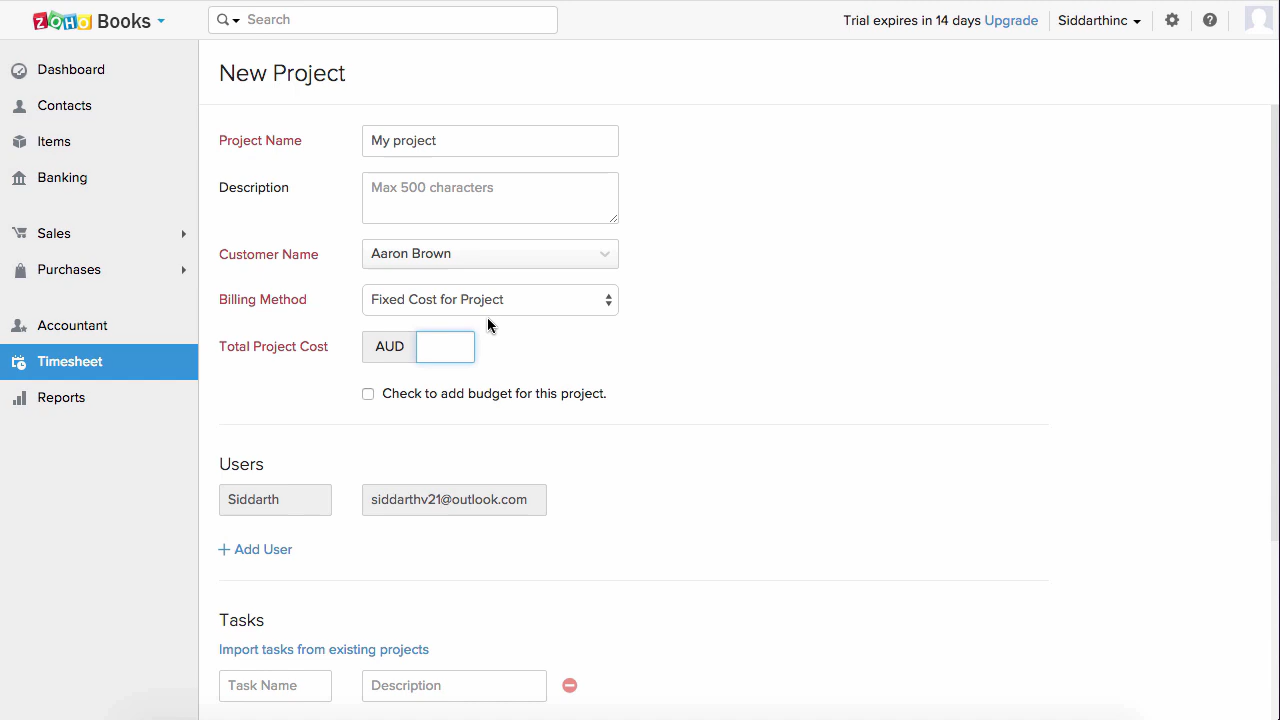 ZOHO Books
Search
Trial expires in 14 days Upgrade
Siddarthinc
Dashboard
Contacts
Items
Banking
Sales
Purchases
Accountant
Timesheet
Reports
New Project
Project Name
My project
Description
Max 500 characters
Customer Name
Aaron Brown
Billing Method
Fixed Cost for Project
Total Project Cost
AUD
Check to add budget for this project.
Users
Siddarth
siddarthv21@outlook.com
+ Add User
Tasks
Import tasks from existing projects
Task Name
Description